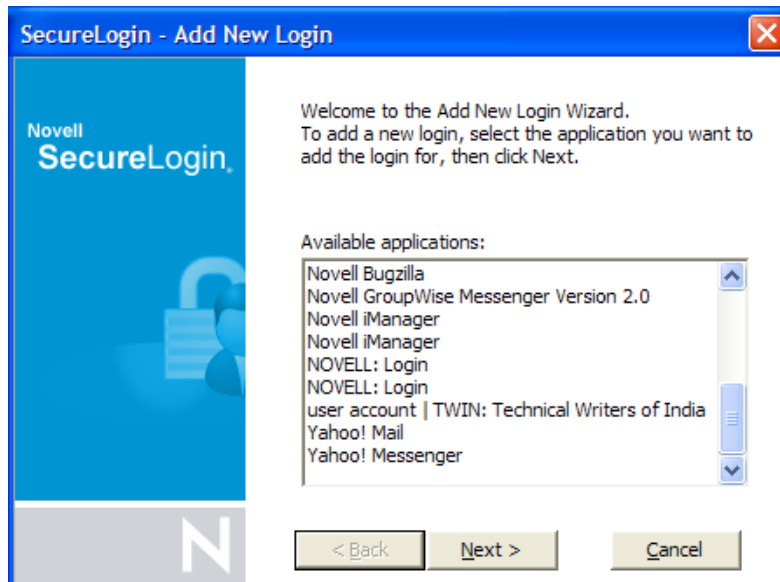 SecureLogin - Add New Login
Novell
SecureLogin®
Welcome to the Add New Login Wizard.
To add a new login, select the application you want to
add the login for, then click Next.
Available applications:
Novell Bugzilla
Novell GroupWise Messenger Version 2.0
Novell iManager
Novell iManager
NOVELL: Login
NOVELL: Login
user account | TWIN: Technical Writers of India
Yahoo! Mail
Yahoo! Messenger
N
< Back
Next >
Cancel